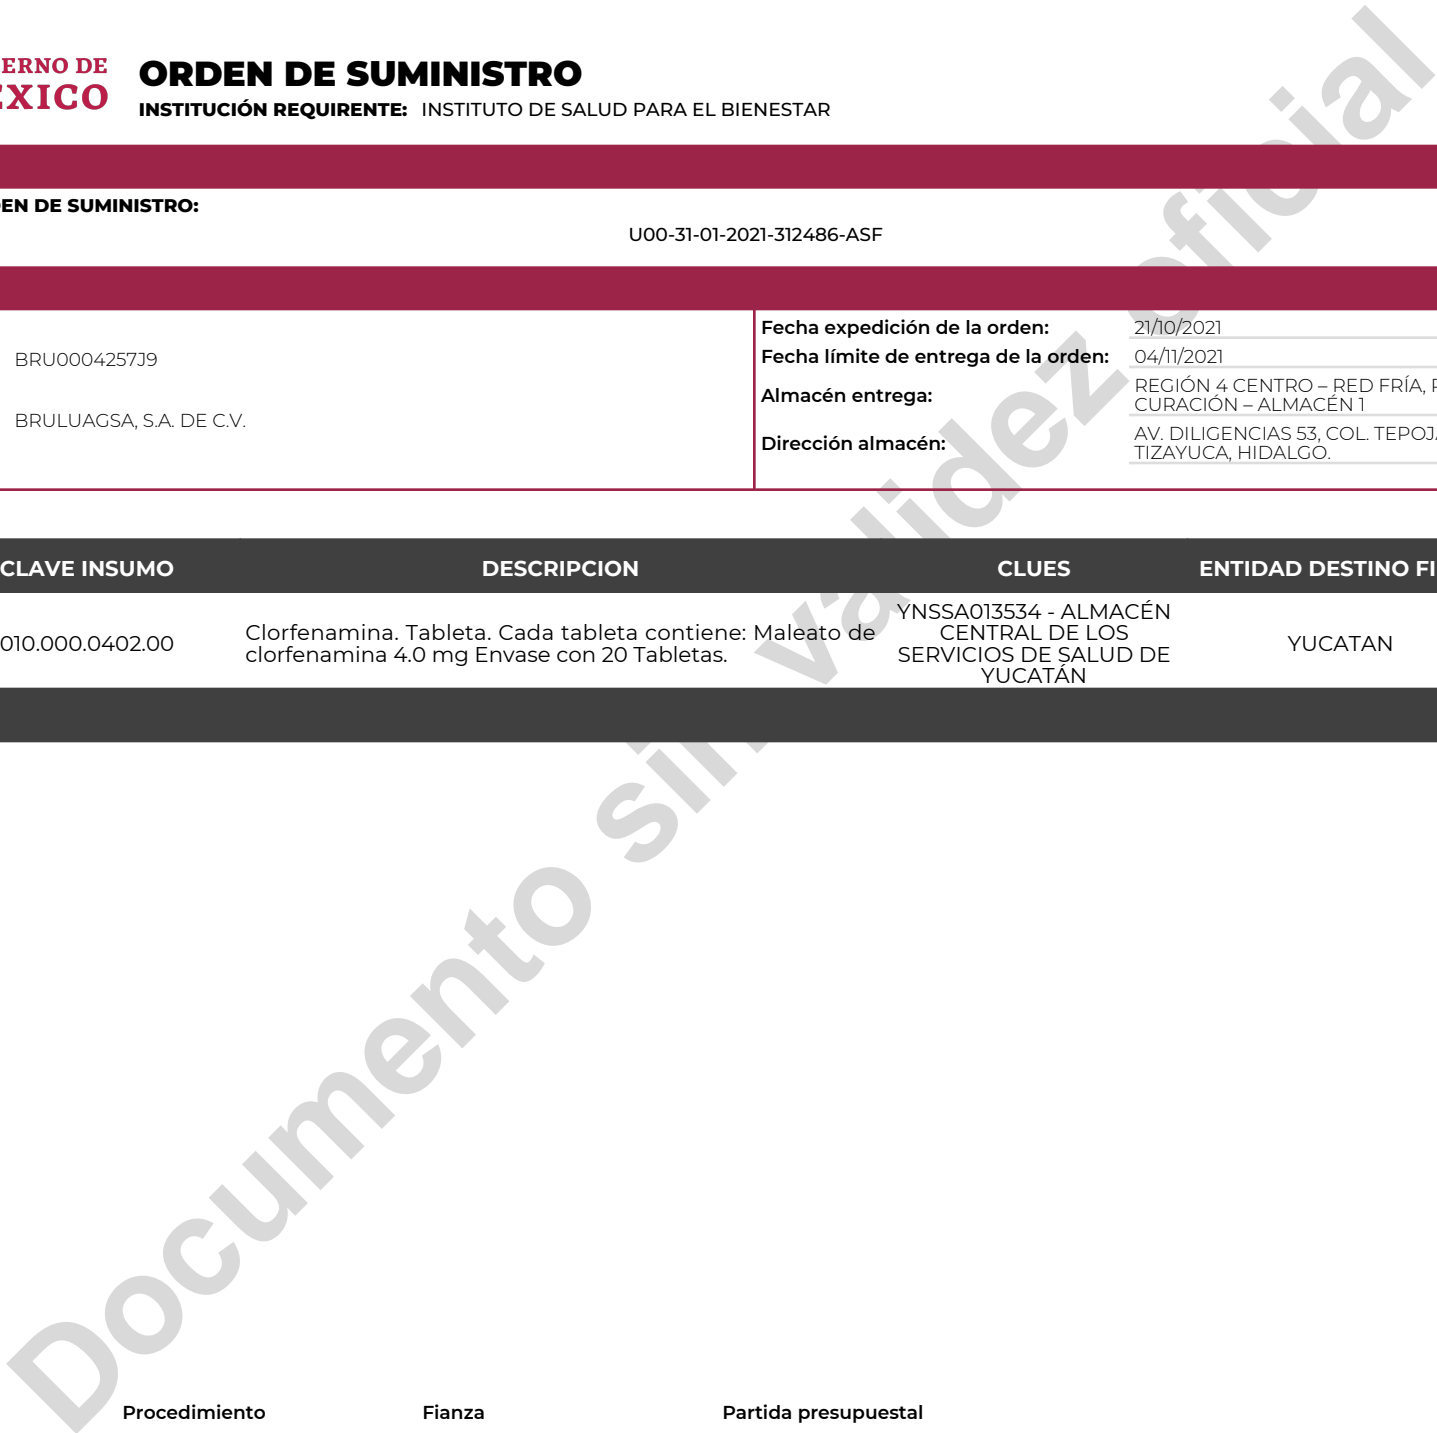 ERNO DE
ÉXICO
ORDEN DE SUMINISTRO
INSTITUCIÓN REQUIRENTE: INSTITUTO DE SALUD PARA EL BIENESTAR
EN DE SUMINISTRO:
U00-31-01-2021-312486-ASF
BRU0004257J9
BRULUAGSA, S.A. DE C.V.
Fecha expedición de la orden: 21/10/2021
Fecha límite de entrega de la orden: 04/11/2021
Almacén entrega: REGIÓN 4 CENTRO – RED FRÍA,
CURACIÓN – ALMACÉN 1
Dirección almacén: AV. DILIGENCIAS 53, COL. TEPOJA
TIZAYUCA, HIDALGO.
CLAVE INSUMO DESCRIPCION CLUES ENTIDAD DESTINO FI
010.000.0402.00
Clorfenamina. Tableta. Cada tableta contiene: Maleato de
clorfenamina 4.0 mg Envase con 20 Tabletas.
YNSSA013534 - ALMACÉN
CENTRAL DE LOS
SERVICIOS DE SALUD DE
YUCATÁN
YUCATAN
Documento sin validez oficial
Procedimiento Fianza Partida presupuestal